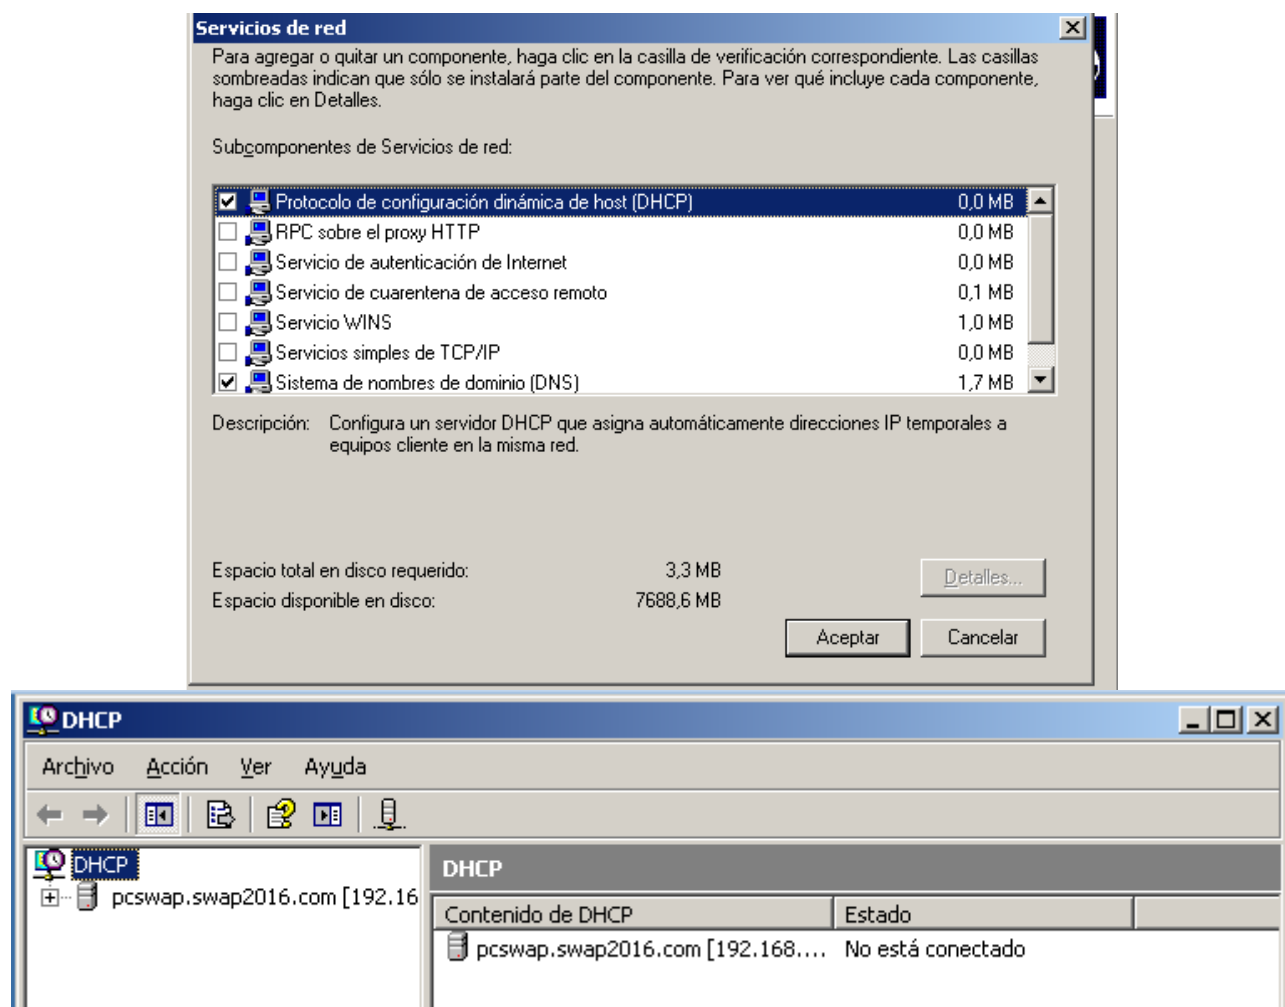 Servicios de red
Para agregar o quitar un componente, haga clic en la casilla de verificación correspondiente. Las casillas
sombreadas indican que sólo se instalará parte del componente. Para ver qué incluye cada componente,
haga clic en Detalles.
Subcomponentes de Servicios de red:
Protocolo de configuración dinámica de host (DHCP) 0,0 MB
RPC sobre el proxy HTTP 0,0 MB
Servicio de autenticación de Internet 0,0 MB
Servicio de cuarentena de acceso remoto 0,1 MB
Servicio WINS 1,0 MB
Servicios simples de TCP/IP 0,0 MB
Sistema de nombres de dominio (DNS) 1,7 MB
Descripción: Configura un servidor DHCP que asigna automáticamente direcciones IP temporales a
equipos cliente en la misma red.
Espacio total en disco requerido: 3,3 MB
Detalles...
Espacio disponible en disco: 7688,6 MB
Aceptar Cancelar
DHCP
Archivo Acción Ver Ayuda
DHCP
pcswap.swap2016.com [192.16
DHCP
Contenido de DHCP Estado
pcswap.swap2016.com [192.168.... No está conectado